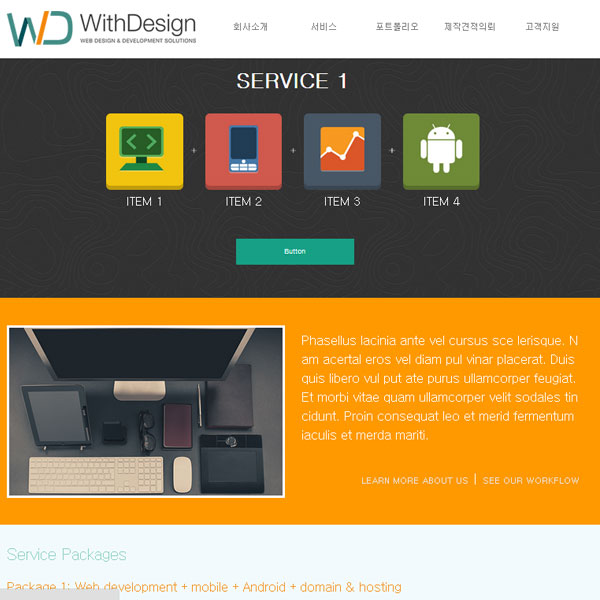 WD WithDesign
WEB DESIGN & DEVELOPMENT SOLUTIONS
회사소개 서비스 포트폴리오 제작견적의뢰 고객지원
SERVICE 1
+ + +
ITEM 1 ITEM 2 ITEM 3 ITEM 4
Button
Phasellus lacinia ante vel cursus sce lerisque. N
am acertal eros vel diam pul vinar placerat. Duis
quis libero vul put ate purus ullamcorper feugiat.
Et morbi vitae quam ullamcorper velit sodales tin
cidunt. Proin consequat leo et merid fermentum
iaculis et merda mariti.
LEARN MORE ABOUT US | SEE OUR WORKFLOW
Service Packages
Package 1: Web development + mobile + Android + domain & hosting